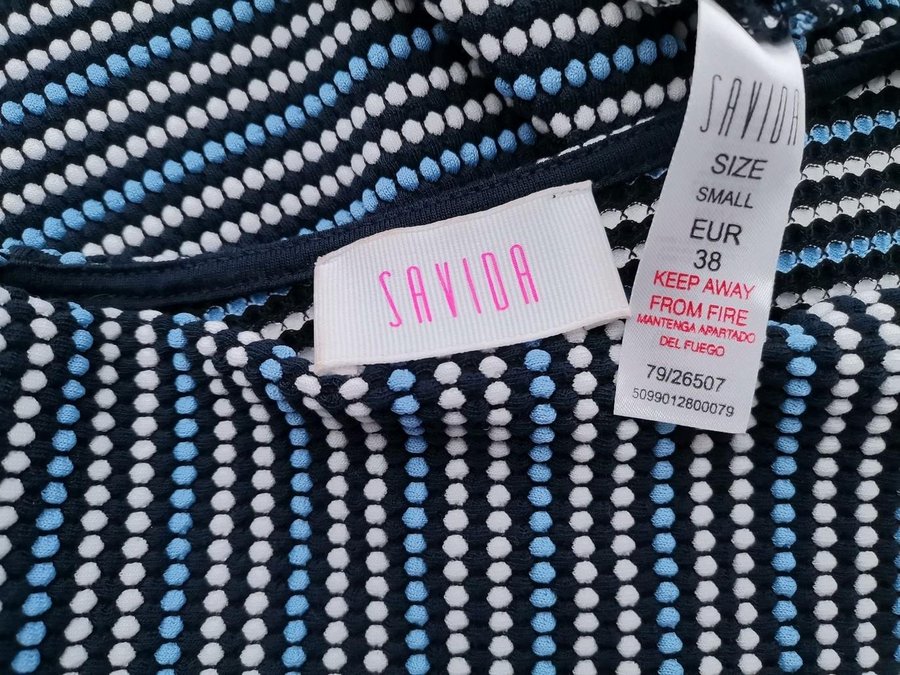 SAVIDA
SAVIDA
SIZE
SMALL
EUR
38
KEEP AWAY
FROM FIRE
MANTENGA APARTADO
DEL FUEGO
79/26507
5099012800079